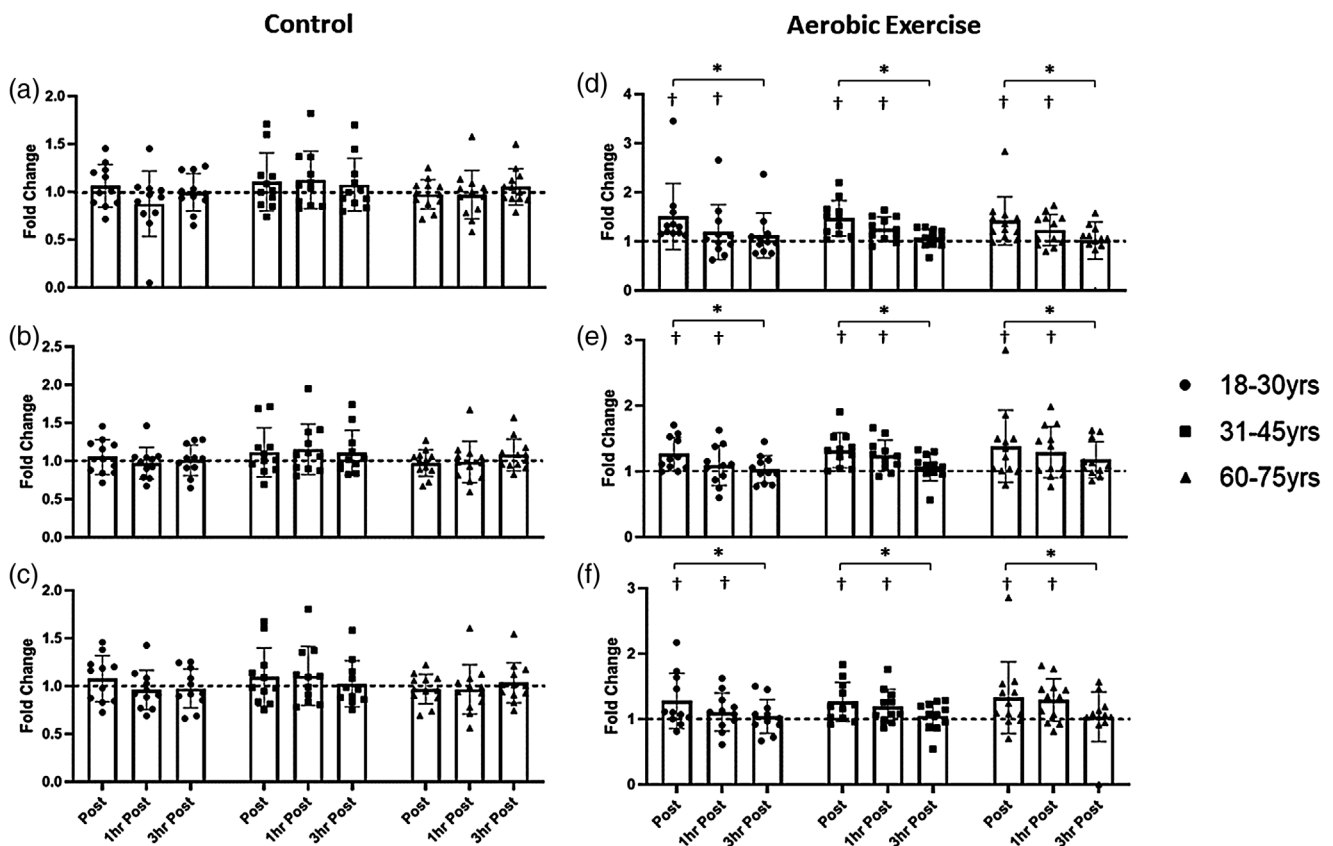 Control
Aerobic Exercise
(a)
Fold Change
2.0
1.5
1.0
0.5
0.0
(d)
* * *
† † † † † †
Fold Change
4
3
2
1
0
(b)
Fold Change
2.5
2.0
1.5
1.0
0.5
0.0
(e)
* * *
† † † † † †
Fold Change
3
2
1
0
18-30yrs
31-45yrs
60-75yrs
(c)
Fold Change
2.0
1.5
1.0
0.5
0.0
Post 1hr Post 3hr Post Post 1hr Post 3hr Post Post 1hr Post 3hr Post
(f)
* * *
† † † † † †
Fold Change
3
2
1
0
Post 1hr Post 3hr Post Post 1hr Post 3hr Post Post 1hr Post 3hr Post